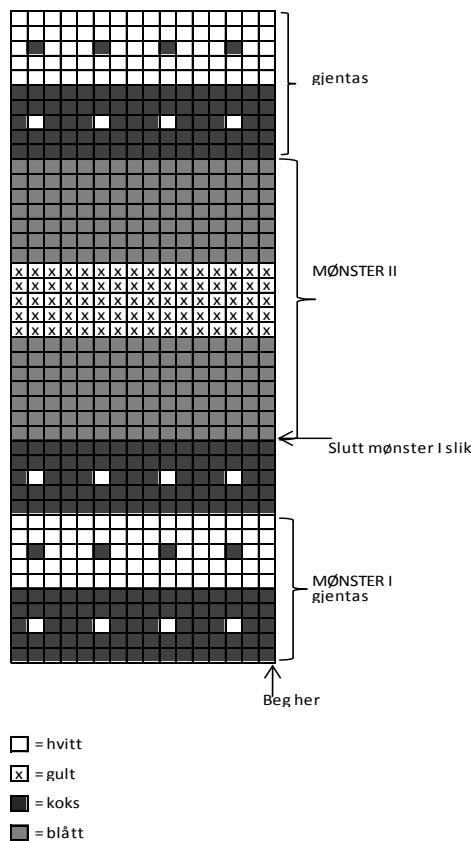 gjentas
x x x x x x x x x x x x x x x x
x x x x x x x x x x x x x x x x
x x x x x x x x x x x x x x x x
x x x x x x x x x x x x x x x x
x x x x x x x x x x x x x x x x
MØNSTER II
Slutt mønster I slik
MØNSTER I
gjentas
Beg her
= hvitt
x = gult
= koks
= blått